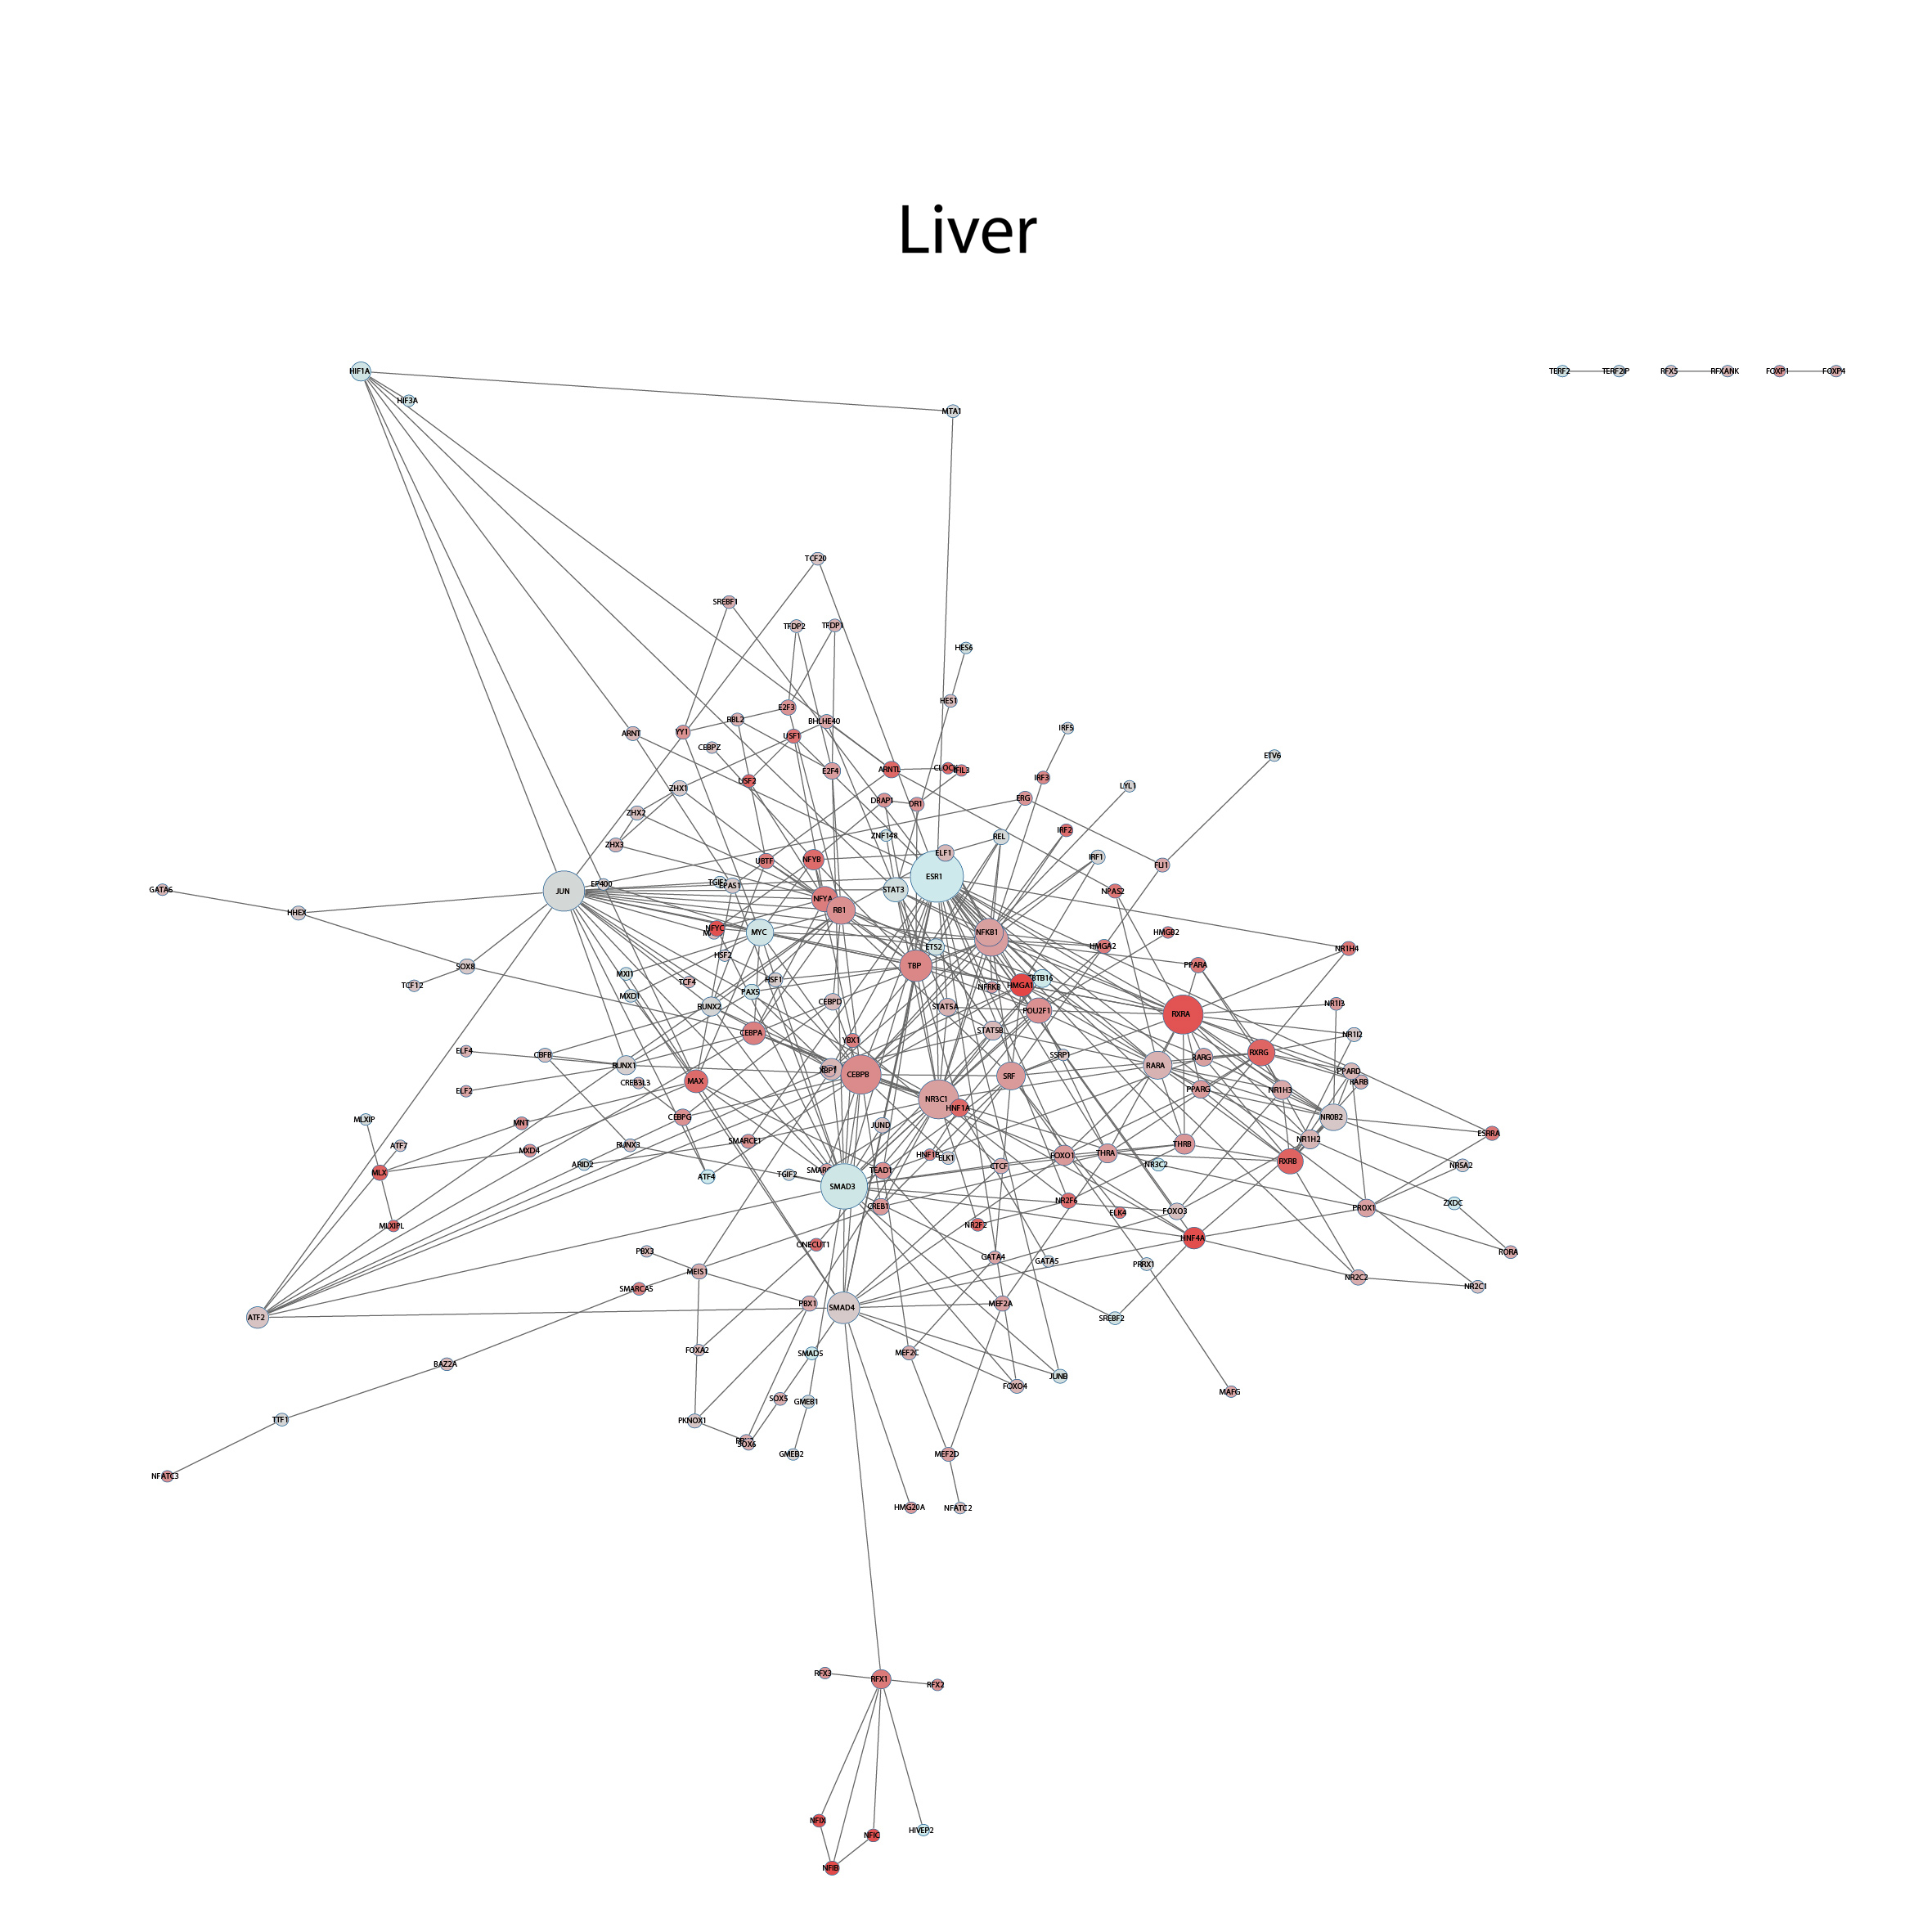 Liver
HIF1A
TERF2
TERF2IP
RFX5
RFXANK
FOXP1
FOXP4
HIF3A
MTA1
TCF20
SREBF1
TFDP2
TFDP1
HES6
HES1
E2F3
RBL2
BHLHE40
IRF5
ARNT
YY1
USF1
CEBPZ
ETV6
E2F4
ARNTL
CLOCK
NFIL3
IRF3
USF2
ZHX1
LYL1
DRAP1
DR1
ERG
ZHX2
ZNF148
REL
IRF2
ZHX3
UBTF
NFYB
ELF1
IRF1
FLI1
ESR1
GATA6
JUN
EP400
TGIF1
EPAS1
STAT3
NPAS2
NFYA
HHEX
RB1
NFYC
MYC
NFKB1
HMGB2
ETS2
HMGA2
NR1H4
HSF2
SOX8
TBP
PPARA
MXI1
TCF4
HSF1
ZBTB16
TCF12
NFRKB
HMGA1
MXD1
PAX5
RUNX2
CEBPD
STAT5A
POU2F1
RXRA
NR1I3
CEBPA
YBX1
STAT5B
NR1I2
ELF4
CBFB
SSRP1
RARG
RXRG
RUNX1
XBP1
CEBPB
SRF
RARA
PPARD
RARB
CREB3L3
MAX
ELF2
PPARG
NR1H3
NR3C1
HNF1A
MLXIP
MNT
CEBPG
NR0B2
JUND
ATF7
RUNX3
SMARCE1
NR1H2
ESRRA
MXD4
THRB
HNF1B
ELK1
FOXO1
THRA
ARID2
CTCF
NR3C2
RXRB
NR5A2
MLX
ATF4
TGIF2
TEAD1
SMAD3
NR2F6
CREB1
ZXDC
MLXIPL
NR2F2
ELK4
FOXO3
PROX1
ONECUT1
HNF4A
PBX3
GATA4
GATA5
PRRX1
RORA
MEIS1
NR2C2
NR2C1
SMARCA5
PBX1
SMAD4
MEF2A
ATF2
SREBF2
FOXA2
SMAD5
MEF2C
BAZ2A
JUNB
FOXO4
MAFG
SOX5
GMEB1
TTF1
PKNOX1
SOX6
GMEB2
MEF2D
NFATC3
HMG20A
NFATC2
RFX3
RFX1
RFX2
NFIX
HIVEP2
NFIC
NFIB